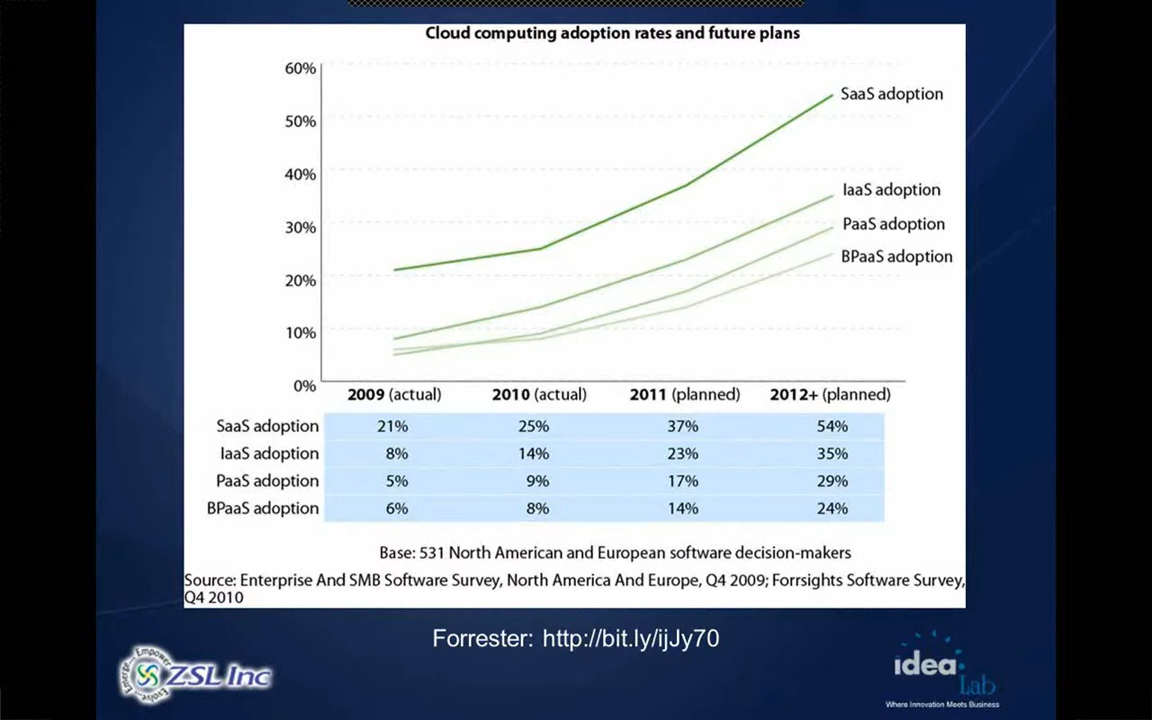 Cloud computing adoption rates and future plans
60%
50%
40%
30%
20%
10%
0%
SaaS adoption
IaaS adoption
PaaS adoption
BPaaS adoption
2009 (actual) 2010 (actual) 2011 (planned) 2012+ (planned)
SaaS adoption 21% 25% 37% 54%
IaaS adoption 8% 14% 23% 35%
PaaS adoption 5% 9% 17% 29%
BPaaS adoption 6% 8% 14% 24%
Base: 531 North American and European software decision-makers
Source: Enterprise And SMB Software Survey, North America And Europe, Q4 2009; Forrsights Software Survey,
Q4 2010
Forrester: http://bit.ly/ijJy70
Empower
Evolve
ZSL Inc
idea
Lab
Where Innovation Meets Business